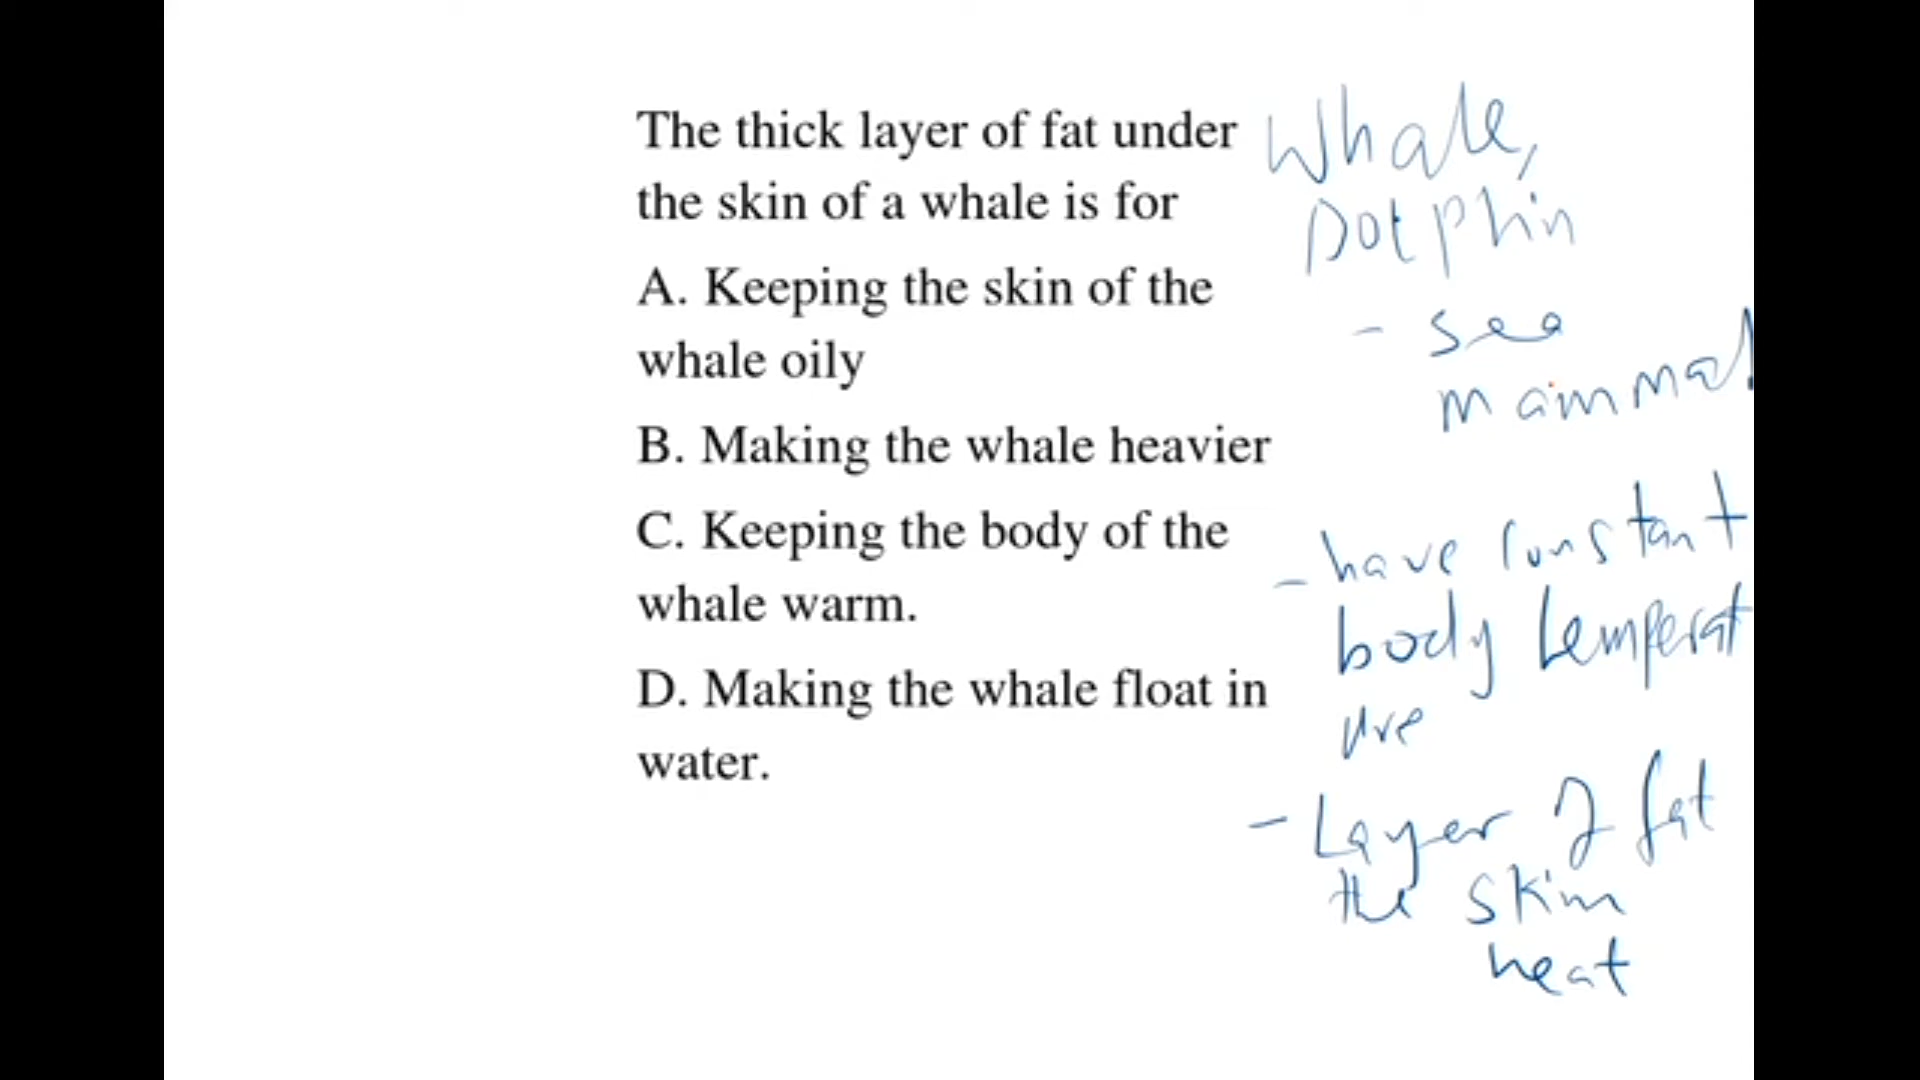 The thick layer of fat under
the skin of a whale is for
A. Keeping the skin of the
whale oily
B. Making the whale heavier
C. Keeping the body of the
whale warm.
D. Making the whale float in
water.
Whale,
Dolphin
- sea
mammal
- have constant
body temperat
ure
- Layer of fat
the skin
heat